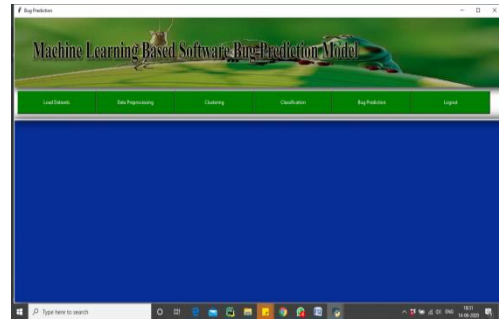 Bug Prediction
Machine Learning Based Software Bug Prediction Model
Load Datasets Data Preprocessing Clustering Classification Bug Prediction Logout
Type here to search
ENG